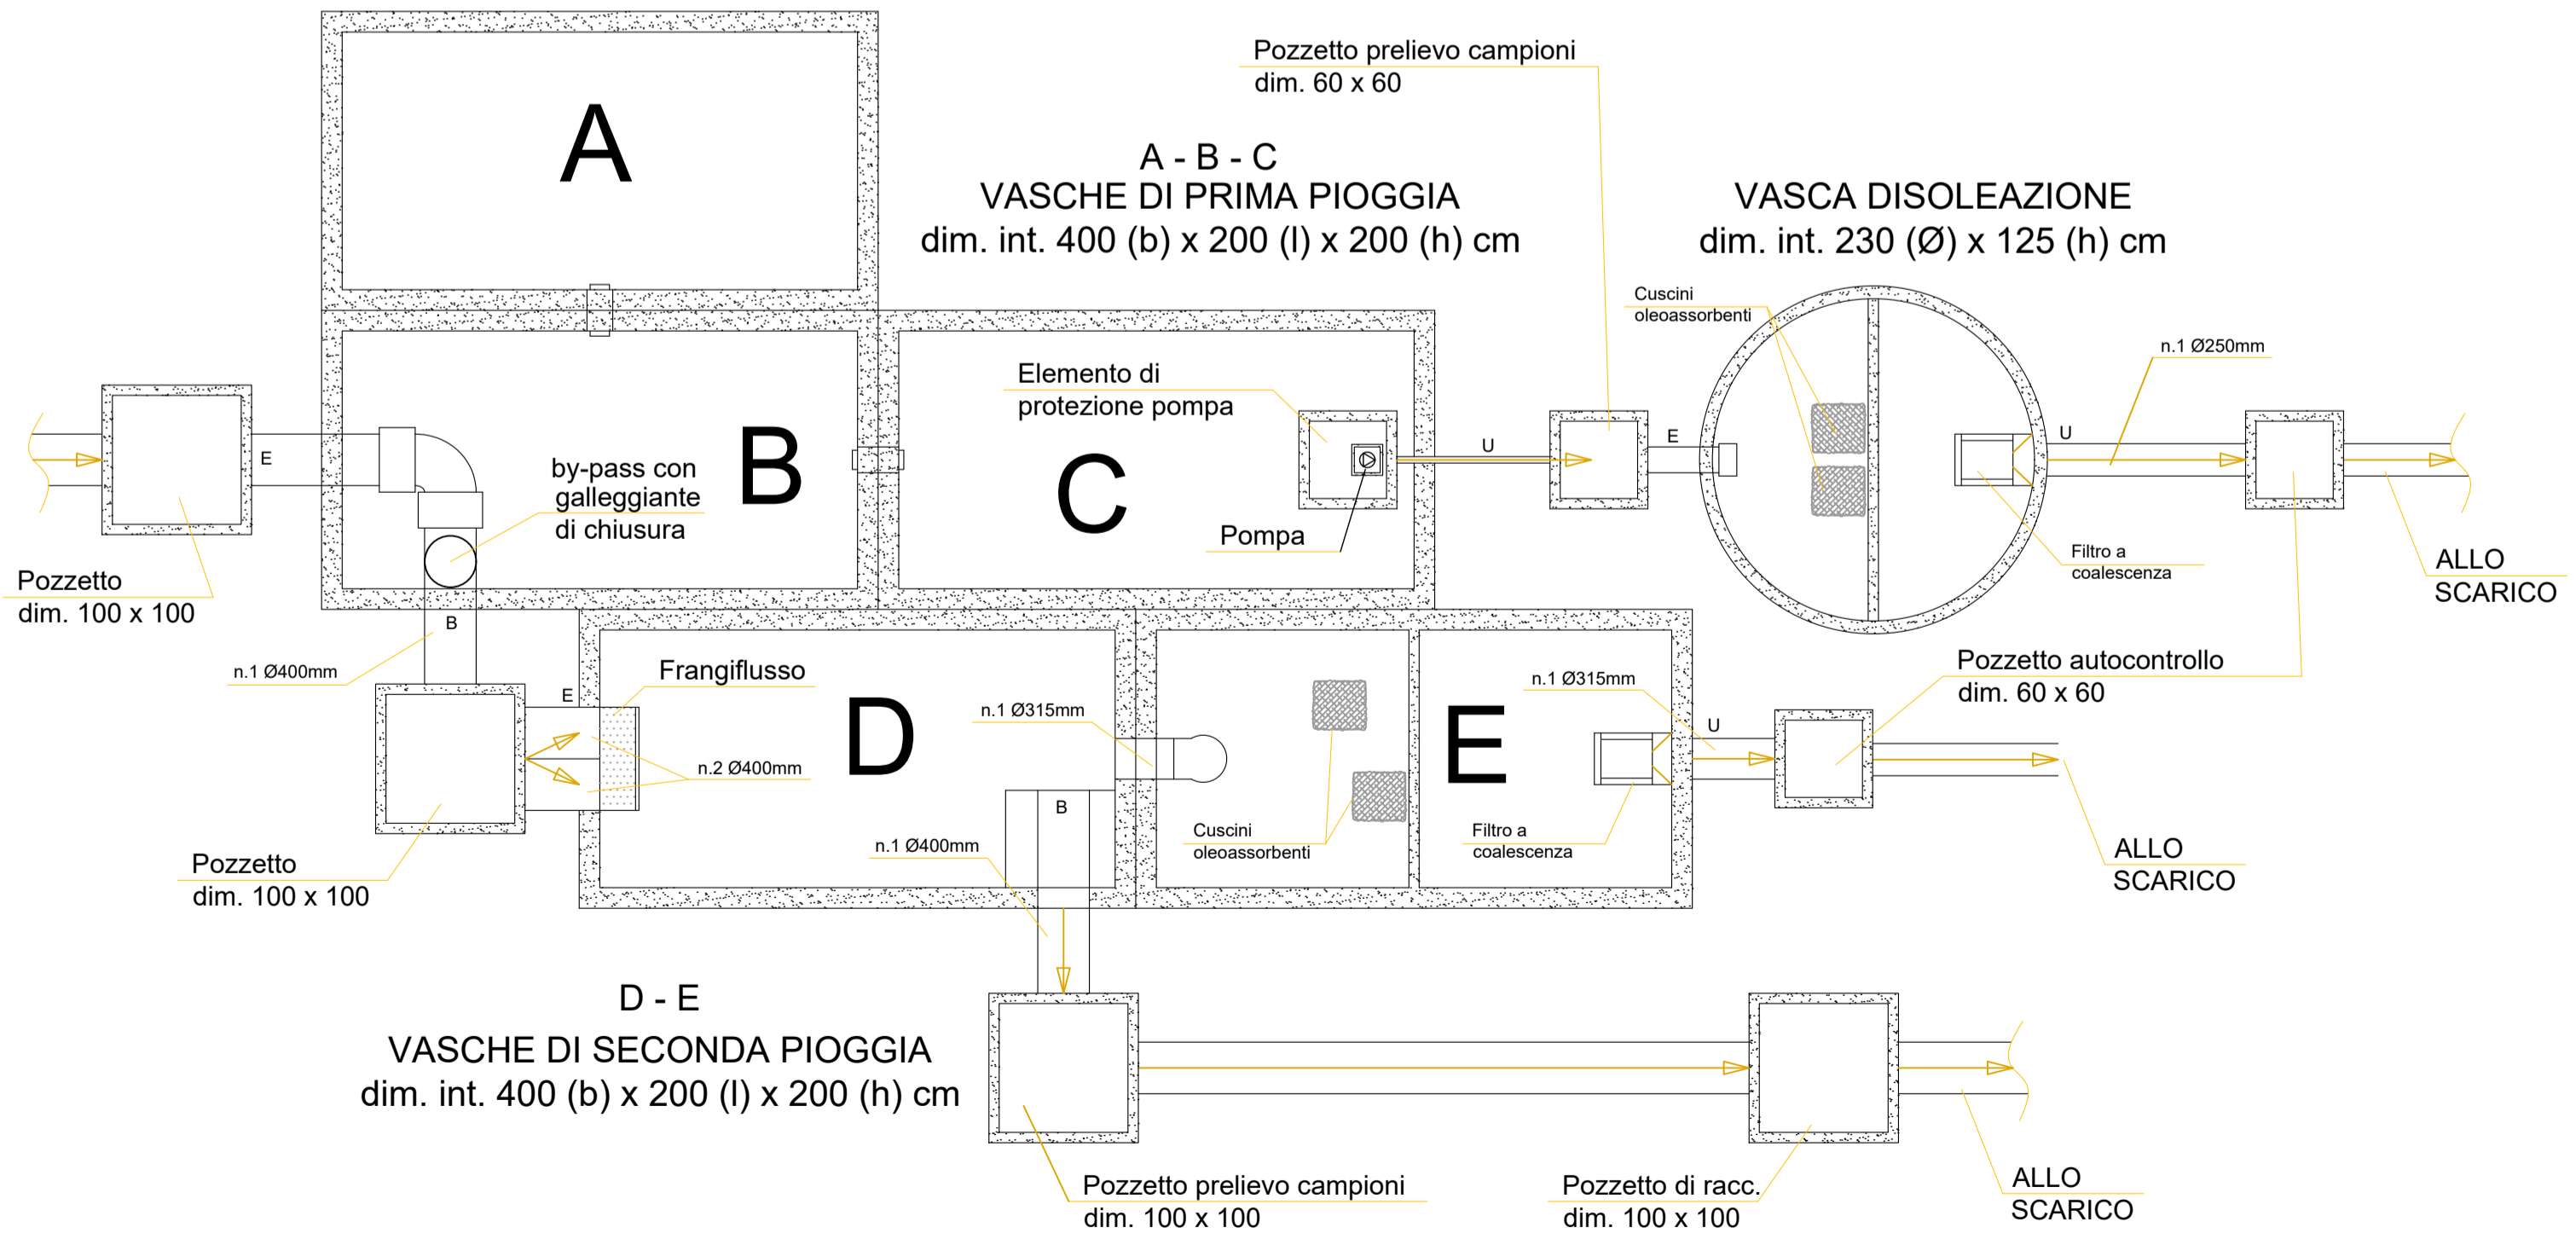 Pozzetto prelievo campioni
dim. 60 x 60
A
A - B - C
VASCHE DI PRIMA PIOGGIA
dim. int. 400 (b) x 200 (l) x 200 (h) cm
VASCA DISOLEAZIONE
dim. int. 230 (Ø) x 125 (h) cm
Cuscini
oleoassorbenti
n.1 Ø250mm
Elemento di
protezione pompa
E
by-pass con
galleggiante
di chiusura
B
C
Pompa
U
E
U
Filtro a
coalescenza
ALLO
SCARICO
Pozzetto
dim. 100 x 100
B
n.1 Ø400mm
Frangiflusso
E
D
n.2 Ø400mm
n.1 Ø315mm
B
n.1 Ø400mm
Cuscini
oleoassorbenti
E
n.1 Ø315mm
U
Filtro a
coalescenza
Pozzetto autocontrollo
dim. 60 x 60
ALLO
SCARICO
Pozzetto
dim. 100 x 100
D - E
VASCHE DI SECONDA PIOGGIA
dim. int. 400 (b) x 200 (l) x 200 (h) cm
Pozzetto prelievo campioni
dim. 100 x 100
Pozzetto di racc.
dim. 100 x 100
ALLO
SCARICO